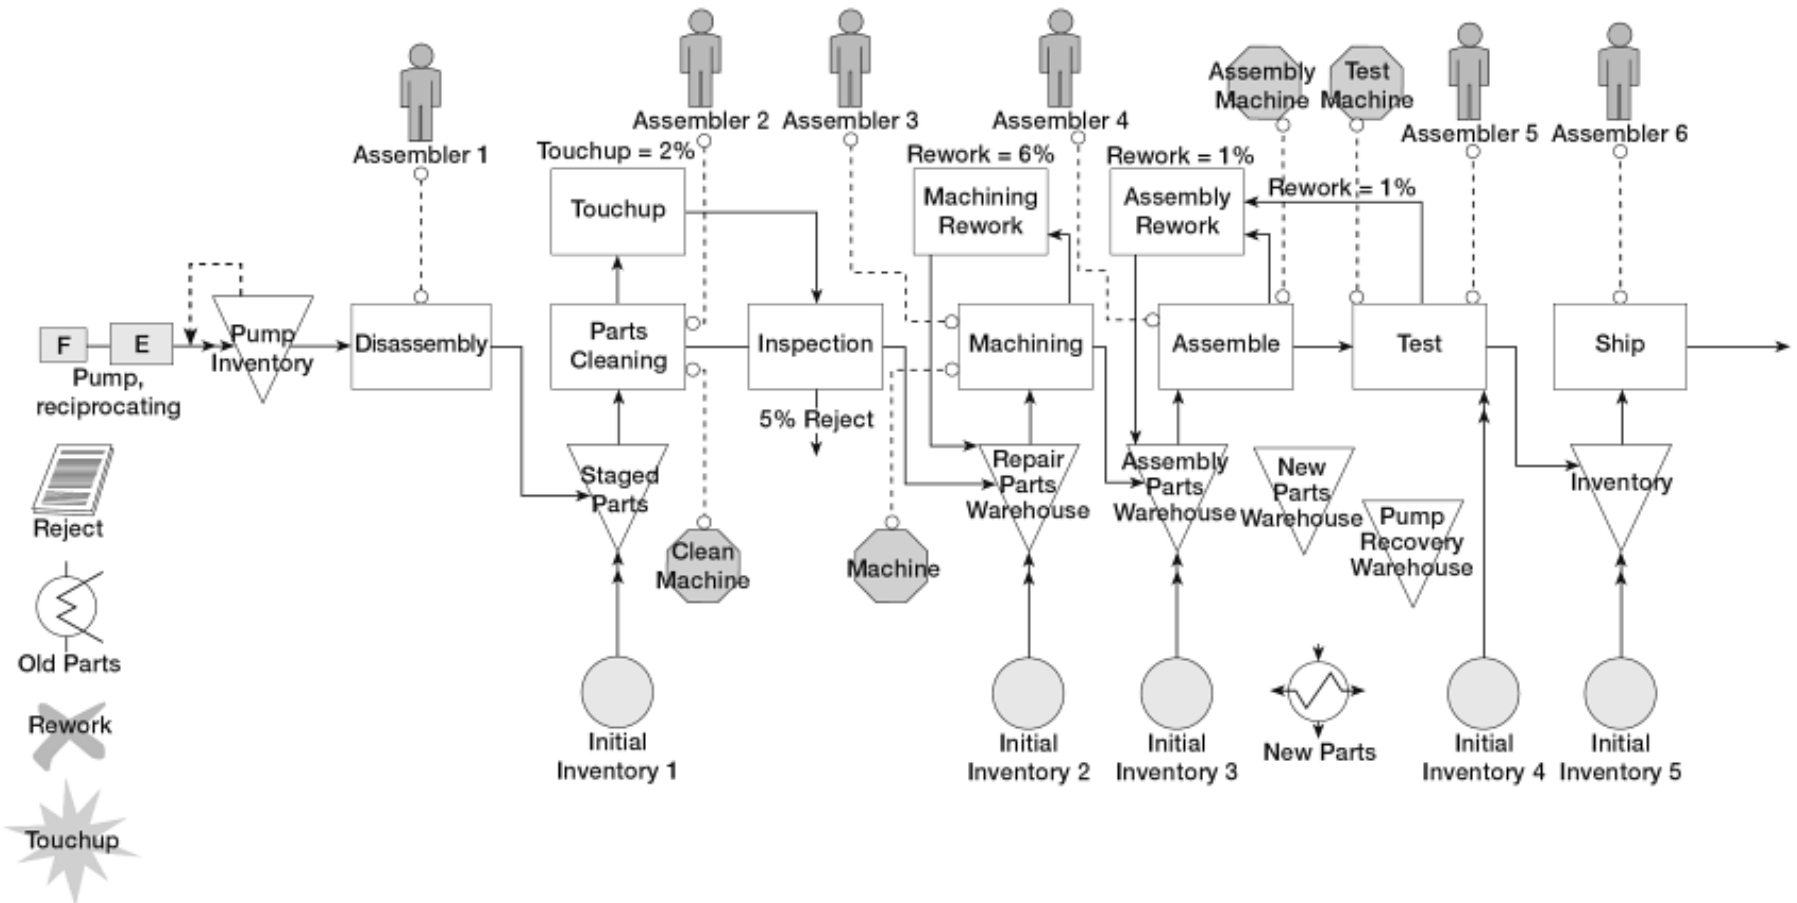 Assembler 1
Assembler 2
Assembler 3
Assembler 4
Assembly
Machine
Test
Machine
Assembler 5
Assembler 6
Touchup = 2%
Rework = 6%
Rework = 1%
Rework = 1%
Touchup
Machining
Rework
Assembly
Rework
F
E
Pump,
reciprocating
Pump
Inventory
Disassembly
Parts
Cleaning
Inspection
Machining
Assemble
Test
Ship
5% Reject
Reject
Staged
Parts
Clean
Machine
Machine
Repair
Parts
Warehouse
Assembly
Parts
Warehouse
New
Parts
Warehouse
Pump
Recovery
Warehouse
Inventory
Old Parts
Rework
Touchup
Initial
Inventory 1
Initial
Inventory 2
Initial
Inventory 3
New Parts
Initial
Inventory 4
Initial
Inventory 5